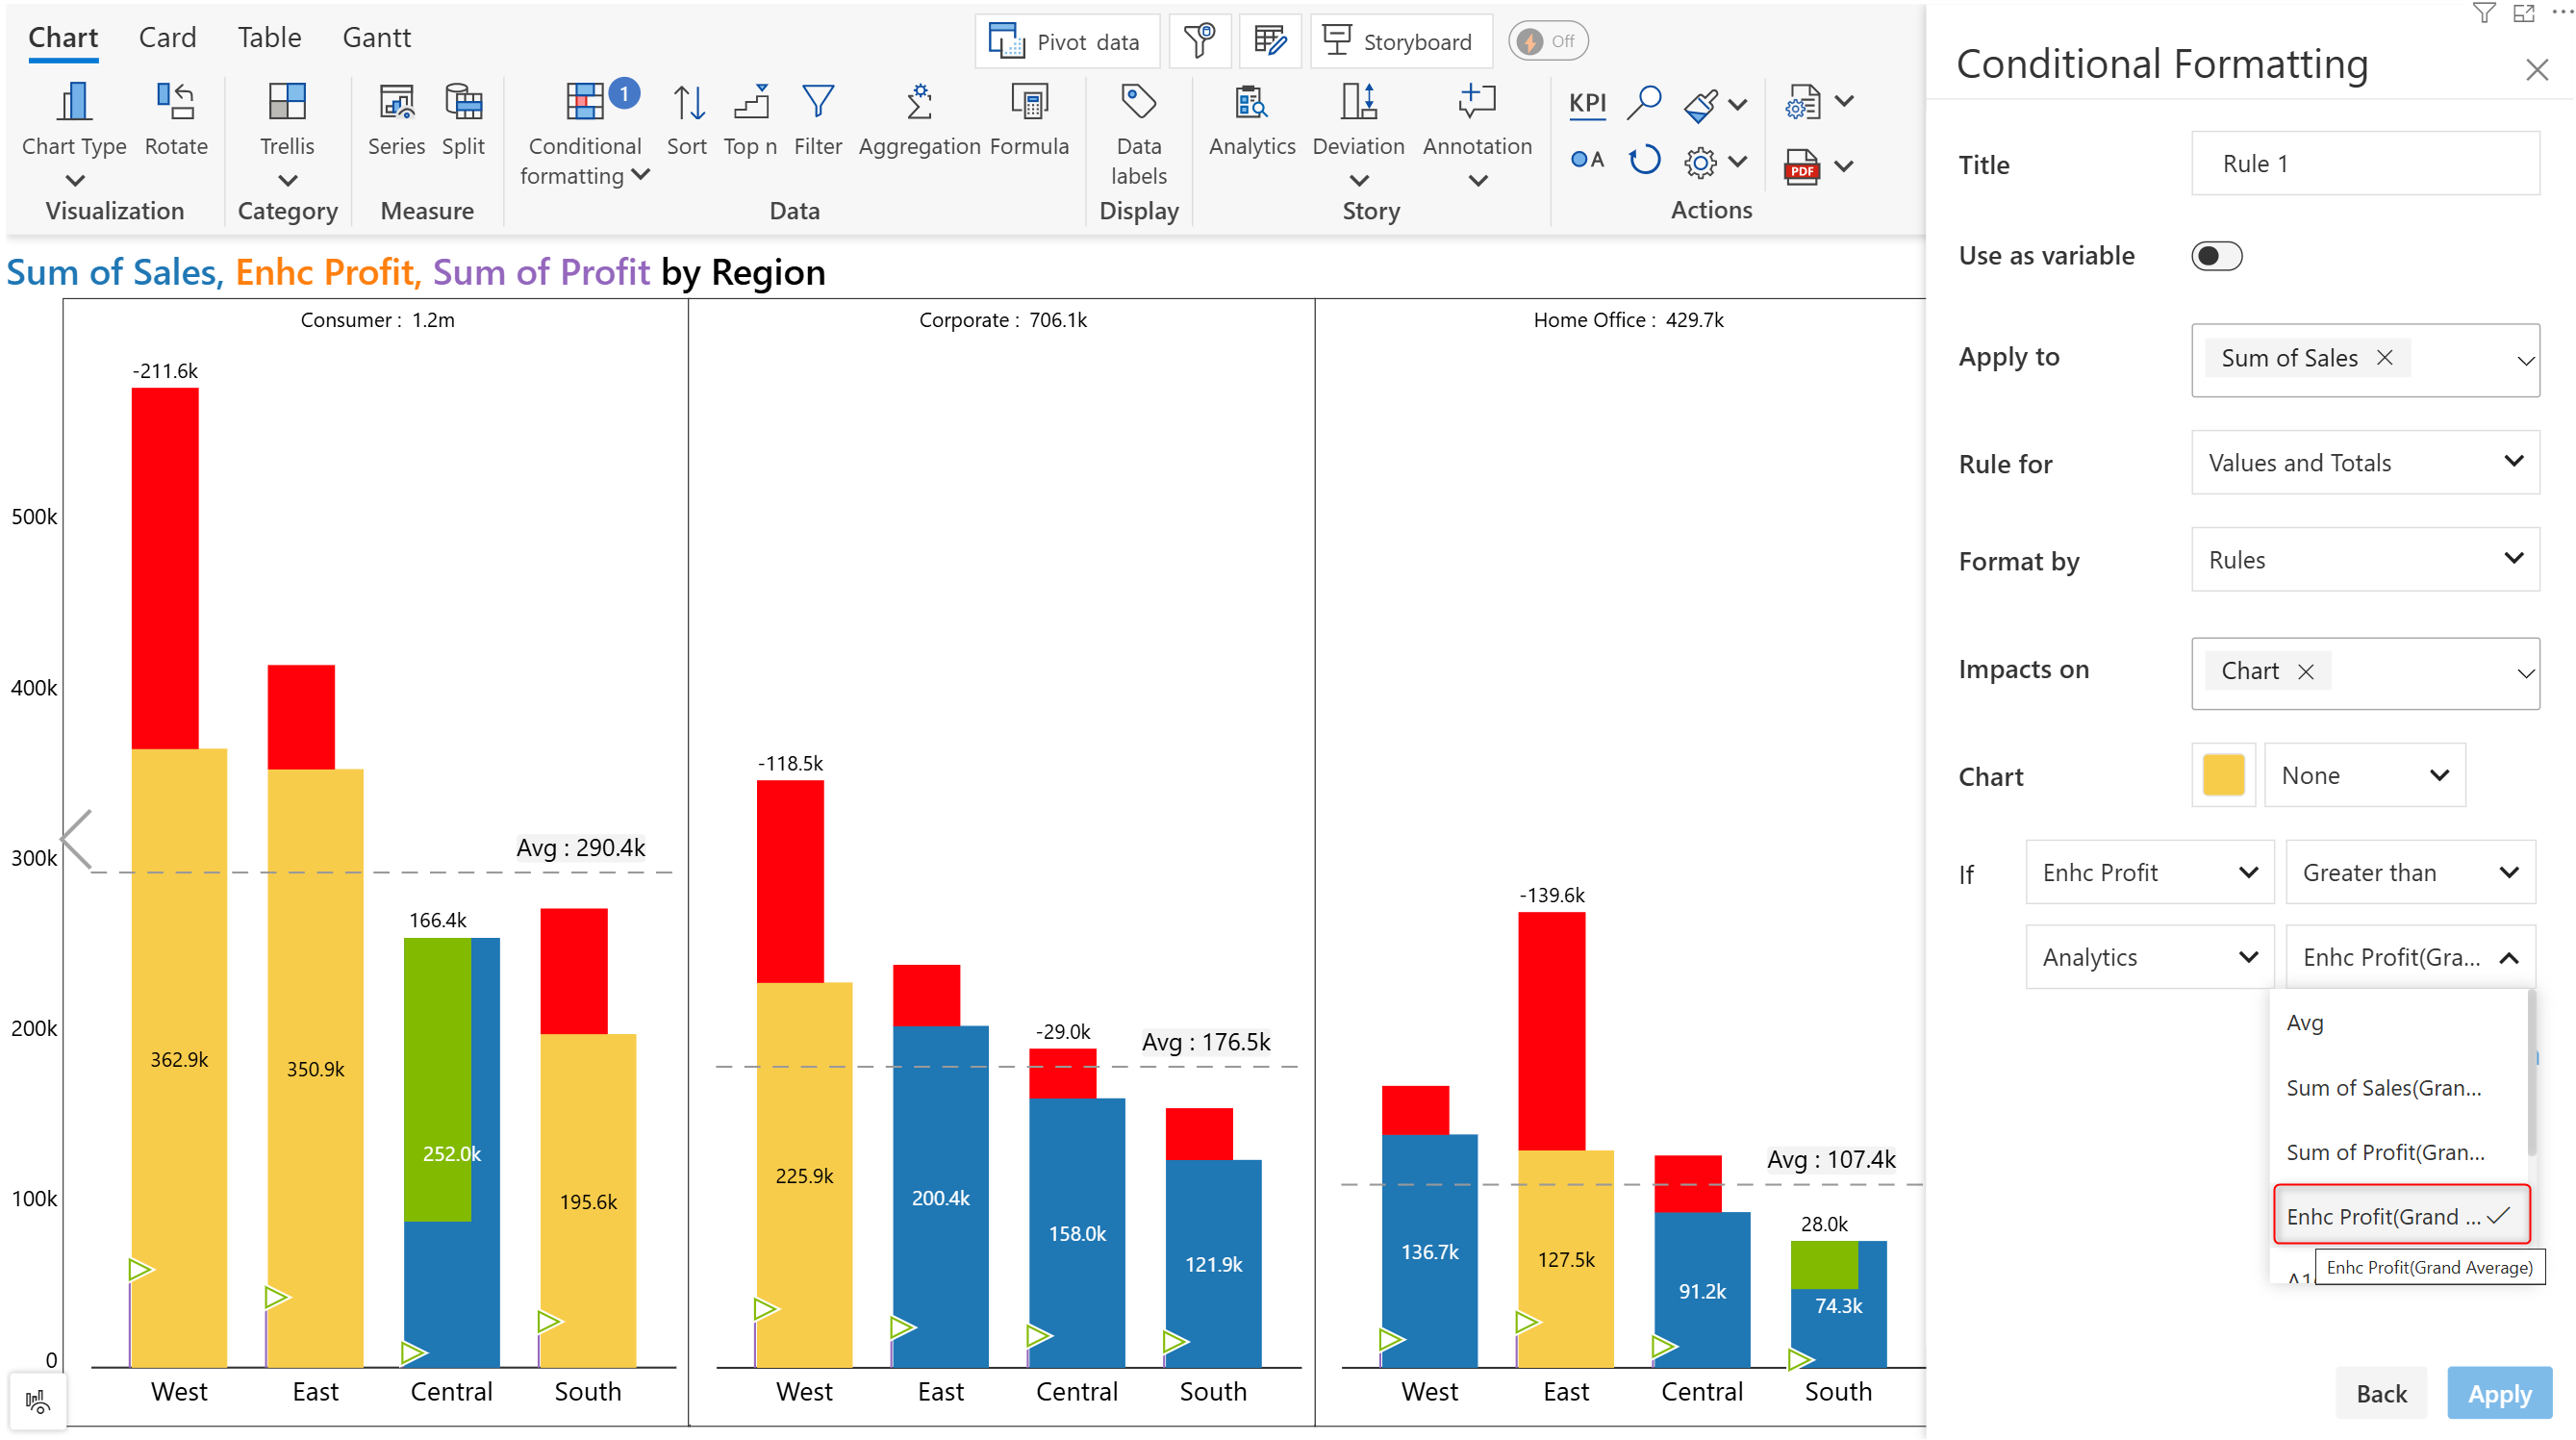 Chart Card Table Gantt
Pivot data
Storyboard
Off
1
Chart Type
Rotate
Trellis
Series
Split
Conditional
formatting
Sort
Top n
Filter
Aggregation
Formula
Data
labels
Analytics
Deviation
Annotation
KPI
A
PDF
Visualization
Category
Measure
Data
Display
Story
Actions
Sum of Sales, Enhc Profit, Sum of Profit by Region
Consumer : 1.2m
Corporate : 706.1k
Home Office : 429.7k
500k
400k
300k
200k
100k
0
-211.6k
362.9k
350.9k
166.4k
252.0k
195.6k
Avg : 290.4k
West
East
Central
South
-118.5k
225.9k
200.4k
-29.0k
158.0k
121.9k
Avg : 176.5k
West
East
Central
South
-139.6k
136.7k
127.5k
91.2k
28.0k
74.3k
Avg : 107.4k
West
East
Central
South
Conditional Formatting
Title
Rule 1
Use as variable
Apply to
Sum of Sales
Rule for
Values and Totals
Format by
Rules
Impacts on
Chart
Chart
None
If
Enhc Profit
Greater than
Analytics
Enhc Profit(Gra...
Avg
Sum of Sales(Gran...
Sum of Profit(Gran...
Enhc Profit(Grand ...
Enhc Profit(Grand Average)
Back
Apply